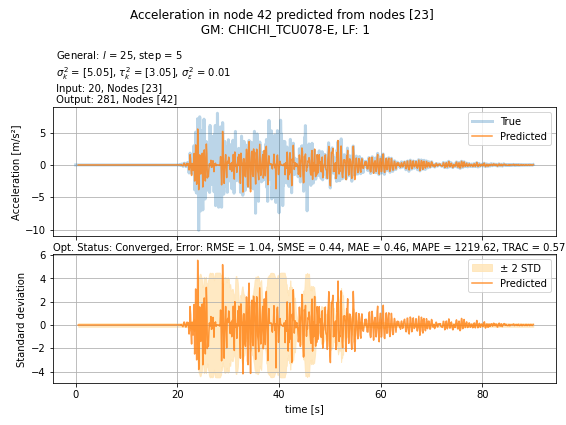 Acceleration in node 42 predicted from nodes [23]
GM: CHICHI_TCU078-E, LF: 1
General: l = 25, step = 5
σ²ₖ = [5.05], τ²ₖ = [3.05], σ²ₑ = 0.01
Input: 20, Nodes [23]
Output: 281, Nodes [42]
Acceleration [m/s²]
5
0
−5
−10
True
Predicted
Opt. Status: Converged, Error: RMSE = 1.04, SMSE = 0.44, MAE = 0.46, MAPE = 1219.62, TRAC = 0.57
Standard deviation
6
4
2
0
−2
−4
± 2 STD
Predicted
0 20 40 60 80
time [s]